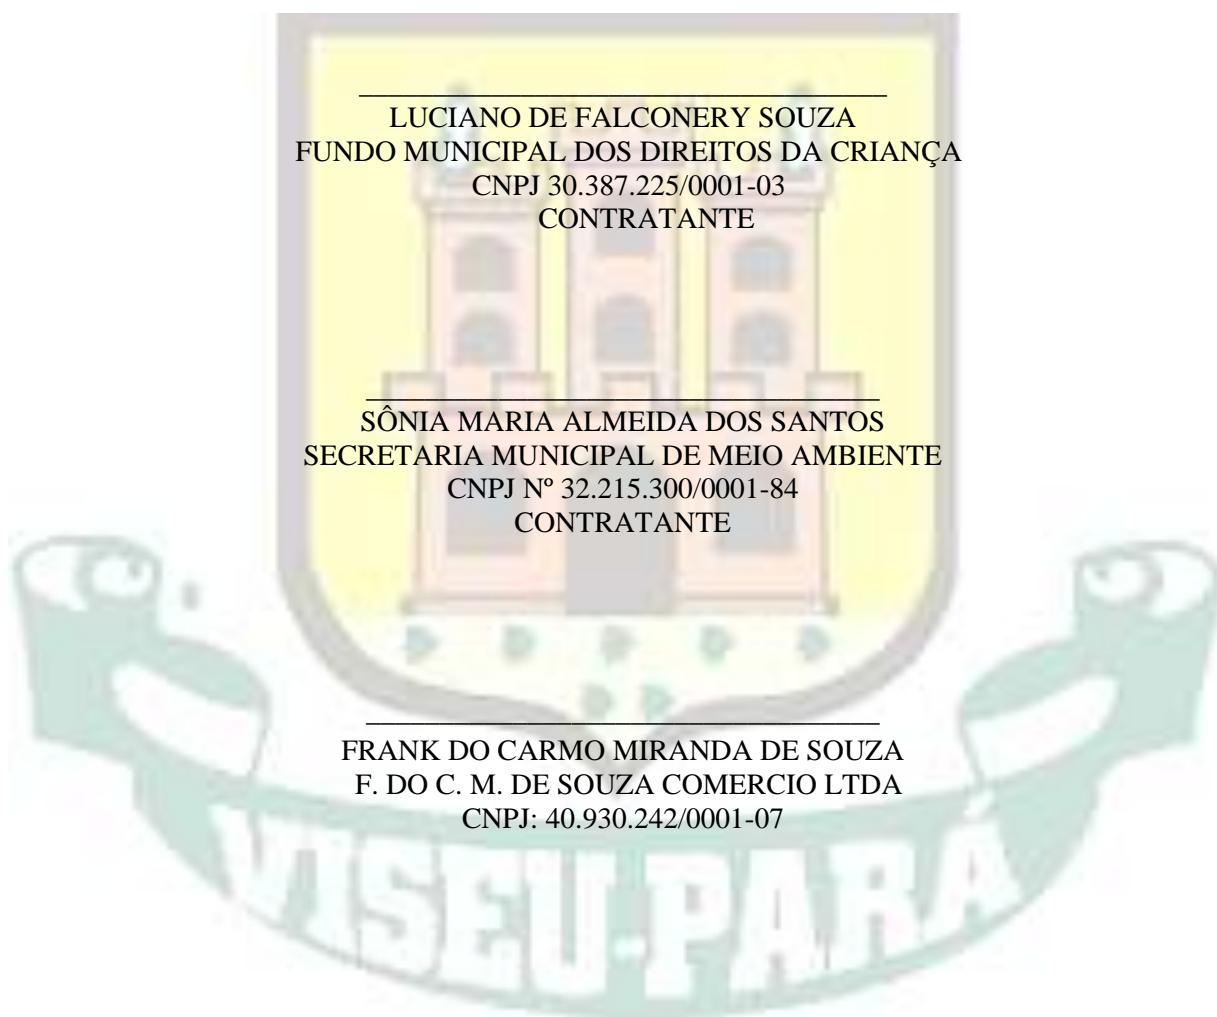 LUCIANO DE FALCONERY SOUZA
FUNDO MUNICIPAL DOS DIREITOS DA CRIANÇA
CNPJ 30.387.225/0001-03
CONTRATANTE
SÔNIA MARIA ALMEIDA DOS SANTOS
SECRETARIA MUNICIPAL DE MEIO AMBIENTE
CNPJ Nº 32.215.300/0001-84
CONTRATANTE
FRANK DO CARMO MIRANDA DE SOUZA
F. DO C. M. DE SOUZA COMERCIO LTDA
CNPJ: 40.930.242/0001-07
VISEU-PARÁ